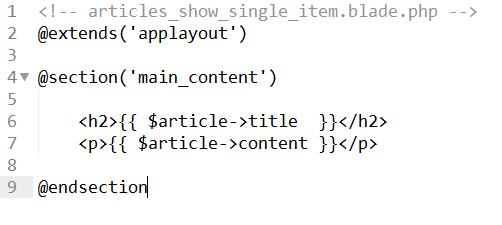 1 <!-- articles_show_single_item.blade.php -->
2 @extends('applayout')
3
4 @section('main_content')
5
6     <h2>{{ $article->title  }}</h2>
7     <p>{{ $article->content }}</p>
8
9 @endsection